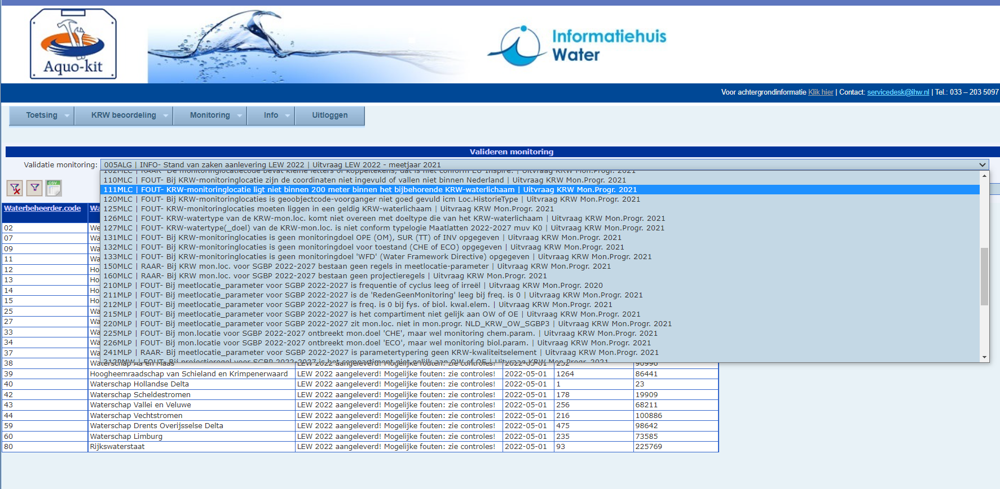 Aquo-kit
Informatiehuis
Water
Voor achtergrondinformatie Klik hier | Contact: servicedesk@ihw.nl | Tel.: 033 – 203 5097
Toetsing KRW beoordeling Monitoring Info Uitloggen
Valideren monitoring
Validatie monitoring: 005ALG | INFO- Stand van zaken aanlevering LEW 2022 | Uitvraag LEW 2022 - meetjaar 2021
102MLC | RAAR- De monitoringlocatiecode bevat kleine letters of koppeltekens, dat is niet conform EU-Inspire. | Uitvraag KRW Mon.Progr. 2021
110MLC | FOUT- Bij KRW-monitoringlocatie zijn de coordinaten niet ingevuld of vallen niet binnen Nederland | Uitvraag KRW Mon.Progr. 2021
111MLC | FOUT- KRW-monitoringlocatie ligt niet binnen 200 meter binnen het bijbehorende KRW-waterlichaam | Uitvraag KRW Mon.Progr. 2021
120MLC | FOUT- Bij KRW-monitoringlocaties is geoobjectcode-voorganger niet goed gevuld icm Loc.HistorieType | Uitvraag KRW Mon.Progr. 2021
125MLC | FOUT- KRW-monitoringlocaties moeten liggen in een geldig KRW-waterlichaam | Uitvraag KRW Mon.Progr. 2021
126MLC | FOUT- KRW-watertype van de KRW-mon.loc. komt niet overeen met doeltype die van het KRW-waterlichaam | Uitvraag KRW Mon.Progr. 2021
127MLC | FOUT- KRW-watertype(_doel) van de KRW-mon.loc. is niet conform typelogie Maatlatten 2022-2027 muv K0 | Uitvraag KRW Mon.Progr. 2021
131MLC | FOUT- Bij KRW-monitoringlocaties is geen monitoringdoel OPE (OM), SUR (TT) of INV opgegeven | Uitvraag KRW Mon.Progr. 2021
132MLC | FOUT- Bij KRW-monitoringlocaties is geen monitoringdoel voor toestand (CHE of ECO) opgegeven | Uitvraag KRW Mon.Progr. 2021
133MLC | FOUT- Bij KRW-monitoringlocaties is geen monitoringdoel 'WFD' (Water Framework Directive) opgegeven | Uitvraag KRW Mon.Progr. 2021
150MLC | RAAR- Bij KRW mon.loc. voor SGBP 2022-2027 bestaan geen regels in meetlocatie-parameter | Uitvraag KRW Mon.Progr. 2021
160MLC | RAAR- Bij KRW mon.loc. voor SGBP 2022-2027 bestaan geen projectieregels | Uitvraag KRW Mon.Progr. 2021
210MLP | FOUT- Bij meetlocatie_parameter voor SGBP 2022-2027 is frequentie of cyclus leeg of irreël | Uitvraag KRW Mon.Progr. 2020
211MLP | FOUT- Bij meetlocatie_parameter voor SGBP 2022-2027 is de 'RedenGeenMonitoring' leeg bij freq. is 0 | Uitvraag KRW Mon.Progr. 2021
212MLP | FOUT- Bij meetlocatie_parameter voor SGBP 2022-2027 is freq. is 0 bij fys. of biol. kwal.elem. | Uitvraag KRW Mon.Progr. 2021
215MLP | FOUT- Bij meetlocatie_parameter voor SGBP 2022-2027 is het compartiment niet gelijk aan OW of OE | Uitvraag KRW Mon.Progr. 2021
220MLP | FOUT- Bij meetlocatie_parameter voor SGBP 2022-2027 zit mon.loc. niet in mon.progr. NLD_KRW_OW_SGBP3 | Uitvraag KRW Mon.Progr. 2021
225MLP | FOUT- Bij mon.locatie voor SGBP 2022-2027 ontbreekt mon.doel 'CHE', maar wel monitoring chem.param. | Uitvraag KRW Mon.Progr. 2021
226MLP | FOUT- Bij mon.locatie voor SGBP 2022-2027 ontbreekt mon.doel 'ECO', maar wel monitoring biol.param. | Uitvraag KRW Mon.Progr. 2021
241MLP | RAAR- Bij meetlocatie_parameter voor SGBP 2022-2027 is parametertypering geen KRW-kwaliteitselement | Uitvraag KRW Mon.Progr. 2021
312PMW | FOUT- Bij projectieregel voor SGBP 2022-2027 is het compartiment niet gelijk aan OW of OE | Uitvraag KRW Mon.Progr. 2021
CSV
Waterbeheerder.code Wa
02 We
07 Wa
09 Wa
11 Wa
12 Ho
13 Ho
14 Ho
15 Ho
25 Wa
27 Wa
33 Wa
34 Wa
37 Wa
38 Waterschap Aa en Maas LEW 2022 aangeleverd! Mogelijke fouten: zie controles! 2022-05-01 252 90996
39 Hoogheemraadschap van Schieland en Krimpenerwaard LEW 2022 aangeleverd! Mogelijke fouten: zie controles! 2022-05-01 1264 86441
40 Waterschap Hollandse Delta LEW 2022 aangeleverd! Mogelijke fouten: zie controles! 2022-05-01 1 23
42 Waterschap Scheldestromen LEW 2022 aangeleverd! Mogelijke fouten: zie controles! 2022-05-01 178 19909
43 Waterschap Vallei en Veluwe LEW 2022 aangeleverd! Mogelijke fouten: zie controles! 2022-05-01 256 68211
44 Waterschap Vechtstromen LEW 2022 aangeleverd! Mogelijke fouten: zie controles! 2022-05-01 216 100886
59 Waterschap Drents Overijsselse Delta LEW 2022 aangeleverd! Mogelijke fouten: zie controles! 2022-05-01 475 98642
60 Waterschap Limburg LEW 2022 aangeleverd! Mogelijke fouten: zie controles! 2022-05-01 235 73585
80 Rijkswaterstaat LEW 2022 aangeleverd! Mogelijke fouten: zie controles! 2022-05-01 93 225769